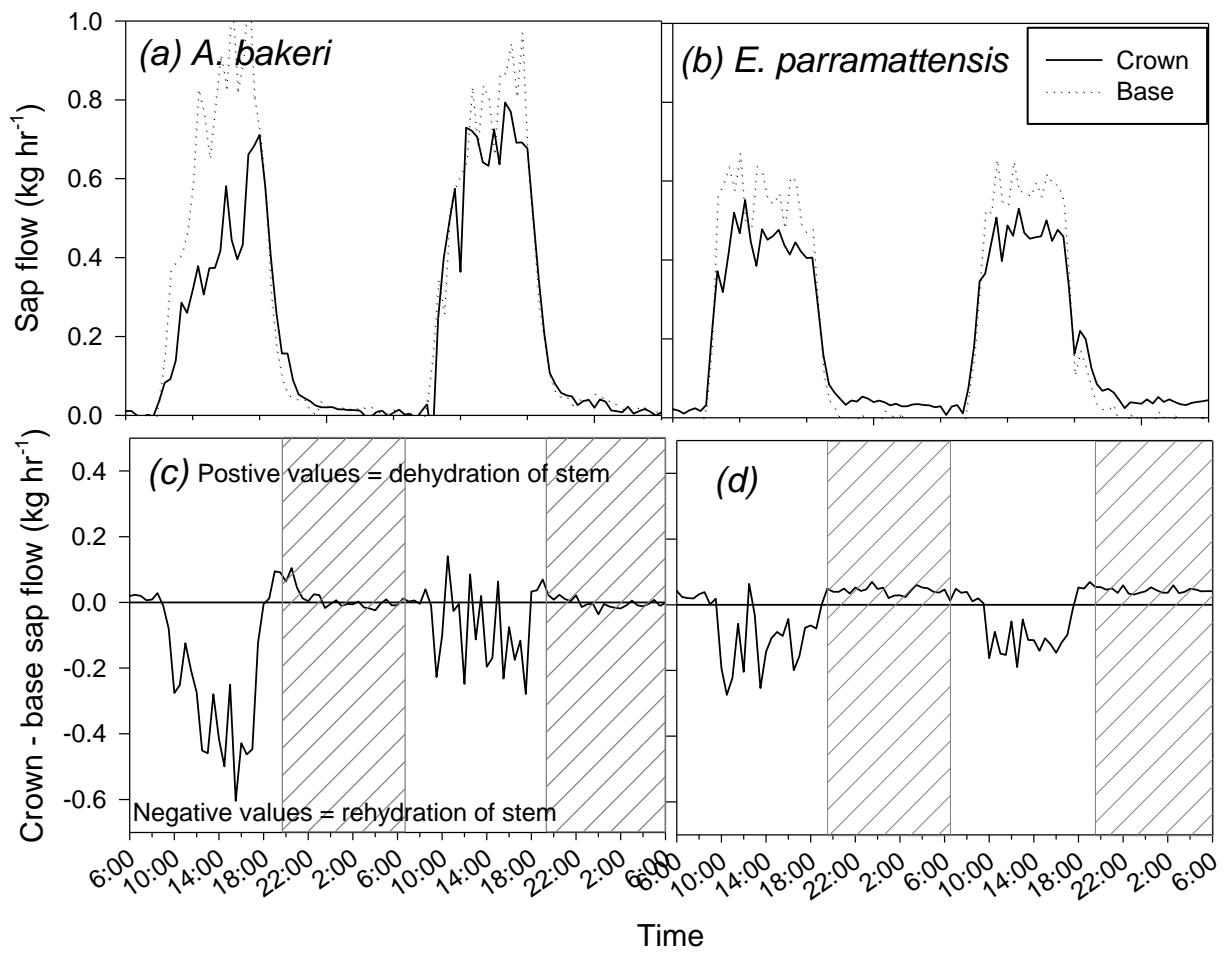 (a) A. bakeri
(b) E. parramattensis
Crown
Base
Sap flow (kg hr-1)
1.0
0.8
0.6
0.4
0.2
0.0
(c) Postive values = dehydration of stem
(d)
Crown - base sap flow (kg hr-1)
0.4
0.2
0.0
-0.2
-0.4
-0.6
Negative values = rehydration of stem
6:00 10:00 14:00 18:00 22:00 2:00 6:00 10:00 14:00 18:00 22:00 2:00 6:00 10:00 14:00 18:00 22:00 2:00 6:00 10:00 14:00 18:00 22:00 2:00 6:00
Time